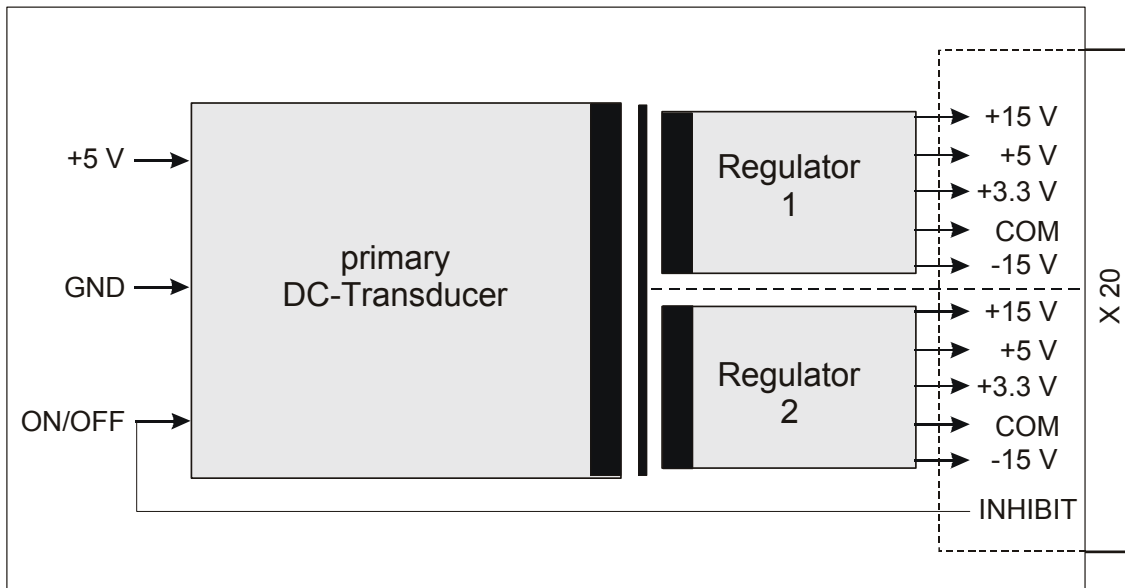 +5 V
GND
ON/OFF
primary
DC-Transducer
Regulator
1
+15 V
+5 V
+3.3 V
COM
-15 V
Regulator
2
+15 V
+5 V
+3.3 V
COM
-15 V
INHIBIT
X 20